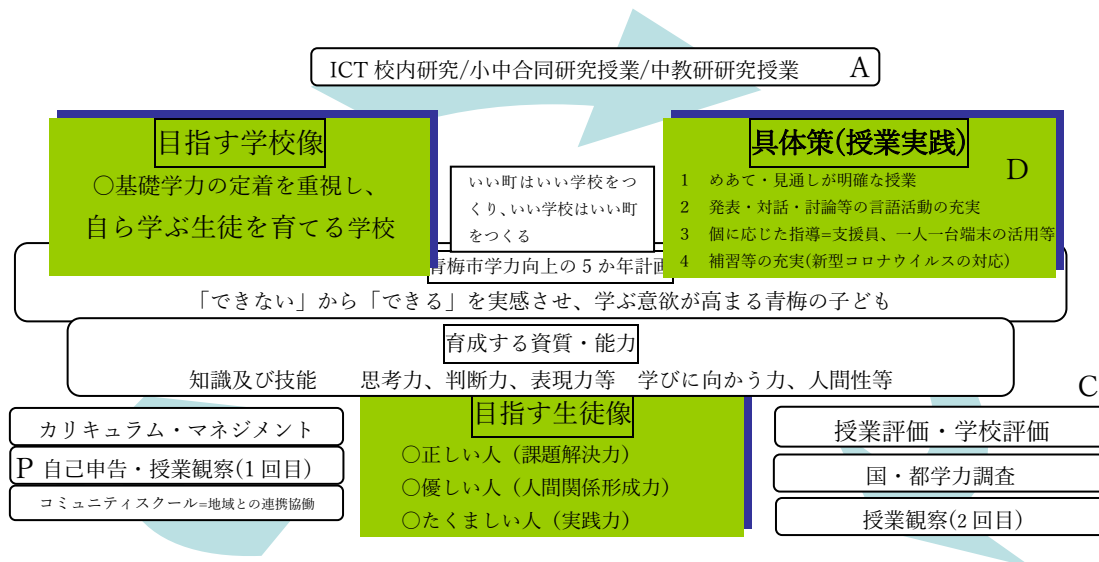 ICT 校内研究/小中合同研究授業/中教研研究授業 A
目指す学校像
○基礎学力の定着を重視し、
自ら学ぶ生徒を育てる学校
いい町はいい学校をつ
くり、いい学校はいい町
をつくる
具体策(授業実践)
D
1 めあて・見通しが明確な授業
2 発表・対話・討論等の言語活動の充実
3 個に応じた指導=支援員、一人一台端末の活用等
4 補習等の充実(新型コロナウイルスの対応)
青梅市学力向上の 5 か年計画
「できない」から「できる」を実感させ、学ぶ意欲が高まる青梅の子ども
育成する資質・能力
知識及び技能 思考力、判断力、表現力等 学びに向かう力、人間性等
カリキュラム・マネジメント
P 自己申告・授業観察(1 回目)
コミュニティスクール=地域との連携協働
目指す生徒像
○正しい人（課題解決力）
○優しい人（人間関係形成力）
○たくましい人（実践力）
C
授業評価・学校評価
国・都学力調査
授業観察(2 回目)